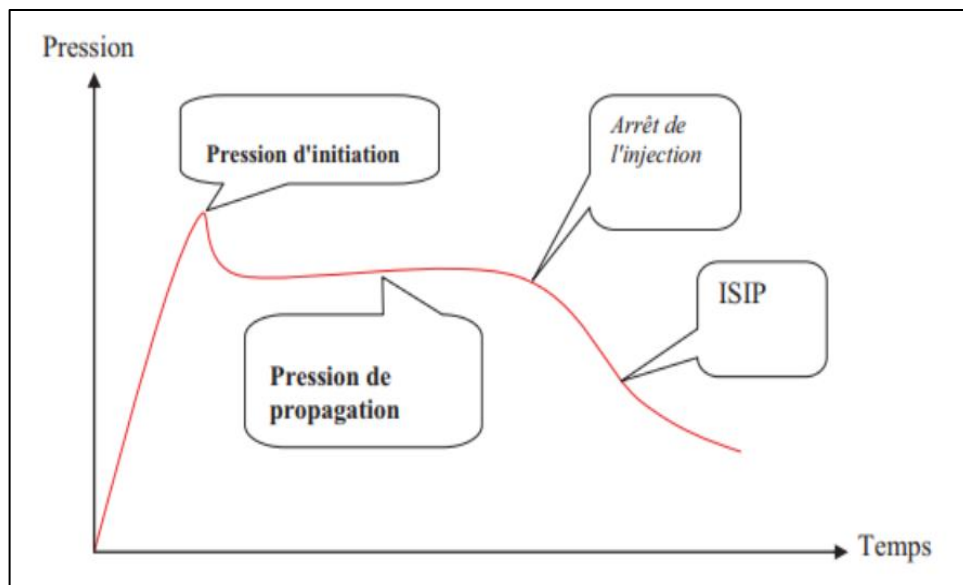 Pression
Pression d'initiation
Arrêt de
l'injection
ISIP
Pression de
propagation
Temps